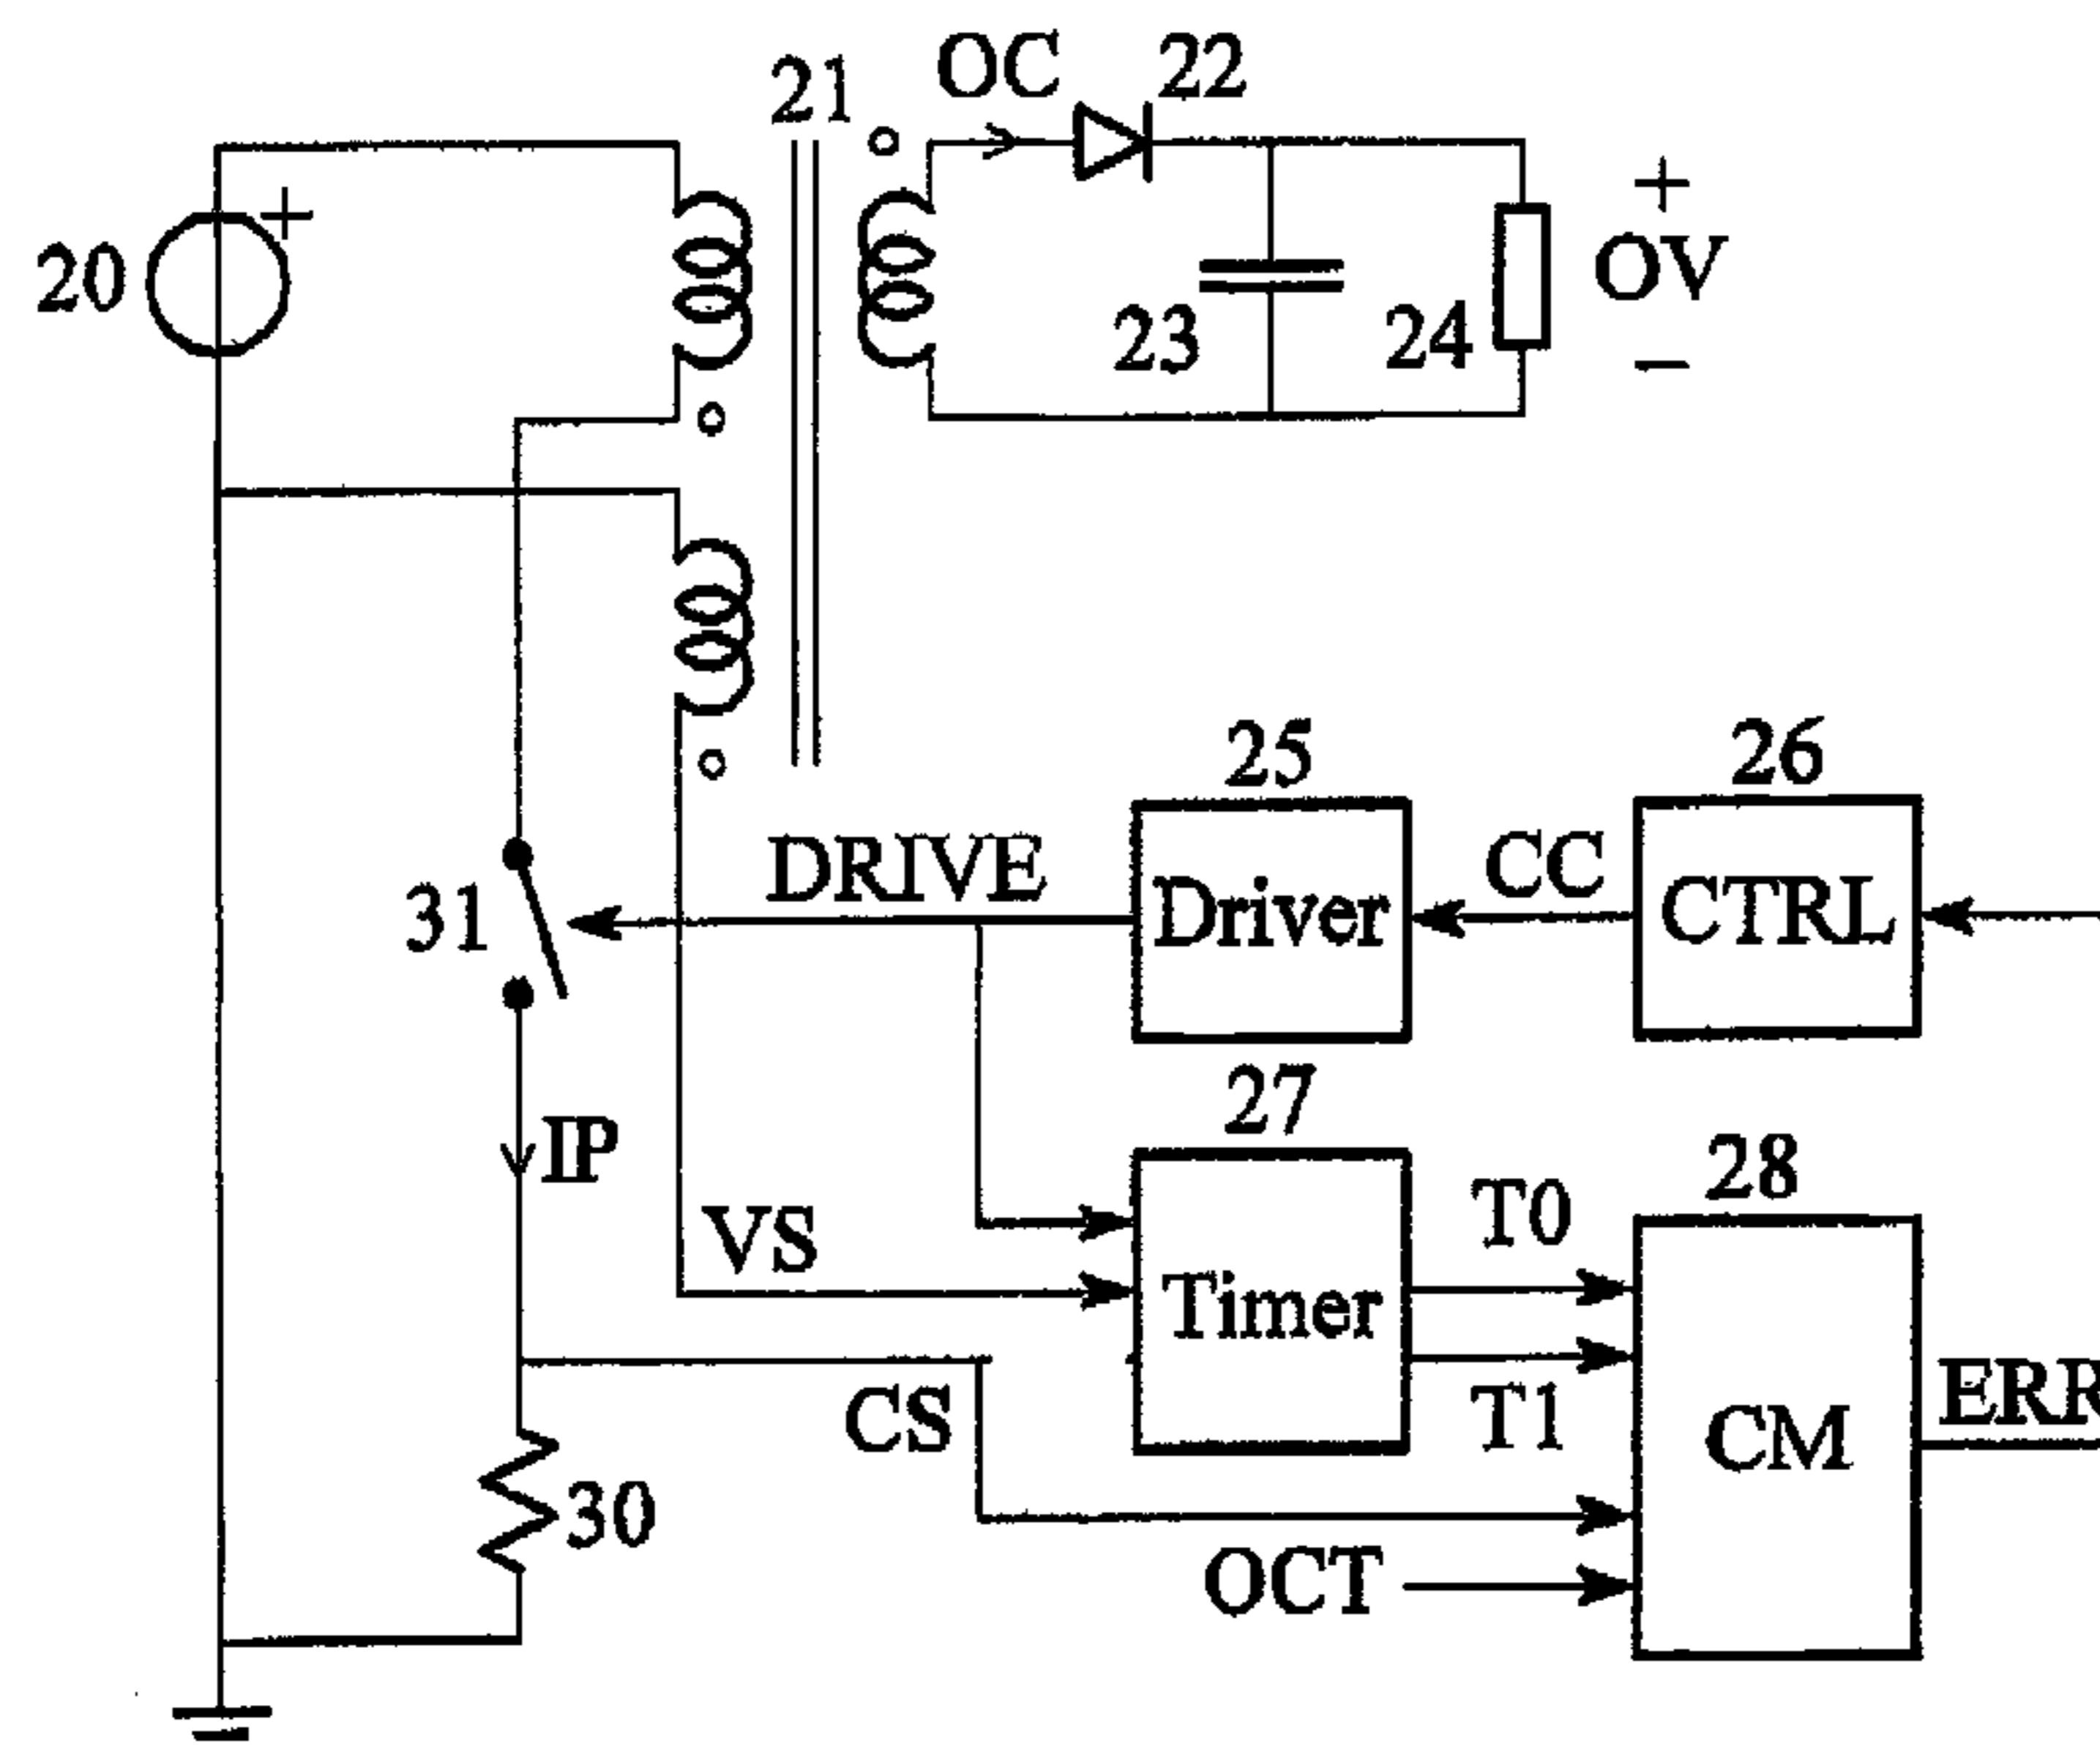 21
OC
22
+
+
20
OV
23
24
−
25
26
DRIVE
CC
31
Driver
CTRL
27
IP
28
T0
VS
Timer
T1
ERR
CS
CM
30
OCT